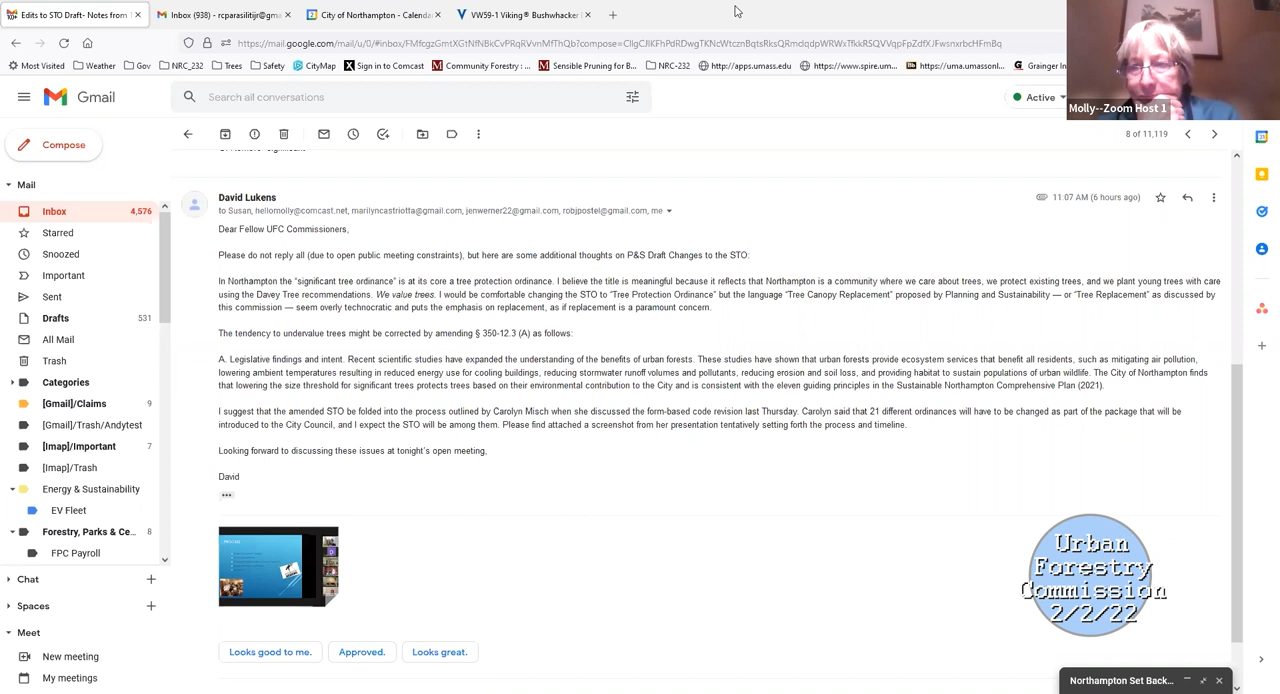 Edits to STO Draft- Notes from
Inbox (938) - rcparasilitijr@gma
City of Northampton - Calenda
VW59-1 Viking® Bushwhacker
Most Visited
Weather
Gov
NRC_232
Trees
Safety
CityMap
Sign in to Comcast
Community Forestry : ...
Sensible Pruning for B...
NRC-232
http://apps.umass.edu
https://www.spire.um...
https://uma.umassonl...
Grainger In
Molly--Zoom Host 1
Gmail
Search all conversations
Active
Compose
8 of 11,119
Mail
Inbox 4,576
Starred
Snoozed
Important
Sent
Drafts 531
All Mail
Trash
Categories
[Gmail]/Claims 9
[Gmail]/Trash/Andytest
[Imap]/Important 7
[Imap]/Trash
Energy & Sustainability
EV Fleet
Forestry, Parks & Ce... 8
FPC Payroll
Chat
Spaces
Meet
New meeting
My meetings
David Lukens
11:07 AM (6 hours ago)
to Susan, hellomolly@comcast.net, marilyncastriotta@gmail.com, jenwerner22@gmail.com, robjpostel@gmail.com, me
Dear Fellow UFC Commissioners,
Please do not reply all (due to open public meeting constraints), but here are some additional thoughts on P&S Draft Changes to the STO:
In Northampton the “significant tree ordinance” is at its core a tree protection ordinance. I believe the title is meaningful because it reflects that Northampton is a community where we care about trees, we protect existing trees, and we plant young trees with care
using the Davey Tree recommendations. We value trees. I would be comfortable changing the STO to “Tree Protection Ordinance” but the language “Tree Canopy Replacement” proposed by Planning and Sustainability — or “Tree Replacement” as discussed by
this commission — seem overly bureaucratic and puts the emphasis on replacement, as if replacement is a paramount concern.
The tendency to undervalue trees might be corrected by amending § 350-12.3 (A) as follows:
A. Legislative findings and intent. Recent scientific studies have expanded the understanding of the benefits of urban forests. These studies have shown that urban forests provide ecosystem services that benefit all residents, such as mitigating air pollution,
lowering ambient temperatures resulting in reduced energy use for cooling buildings, reducing stormwater runoff volumes and pollutants, reducing erosion and soil loss, and providing habitat to sustain populations of urban wildlife. The City of Northampton finds
that lowering the size threshold for significant trees protects trees based on their environmental contribution to the City and is consistent with the eleven guiding principles in the Sustainable Northampton Comprehensive Plan (2021).
I suggest that the amended STO be folded into the process outlined by Carolyn Misch when she discussed the form-based code revision last Thursday. Carolyn said that 21 different ordinances will have to be changed as part of the package that will be
introduced to the City Council, and I expect the STO will be among them. Please find attached a screenshot from her presentation tentatively setting forth the process and timeline.
Looking forward to discussing these issues at tonight's open meeting,
David
Looks good to me.
Approved.
Looks great.
Urban
Forestry
Commission
2/2/22
Northampton Set Back...